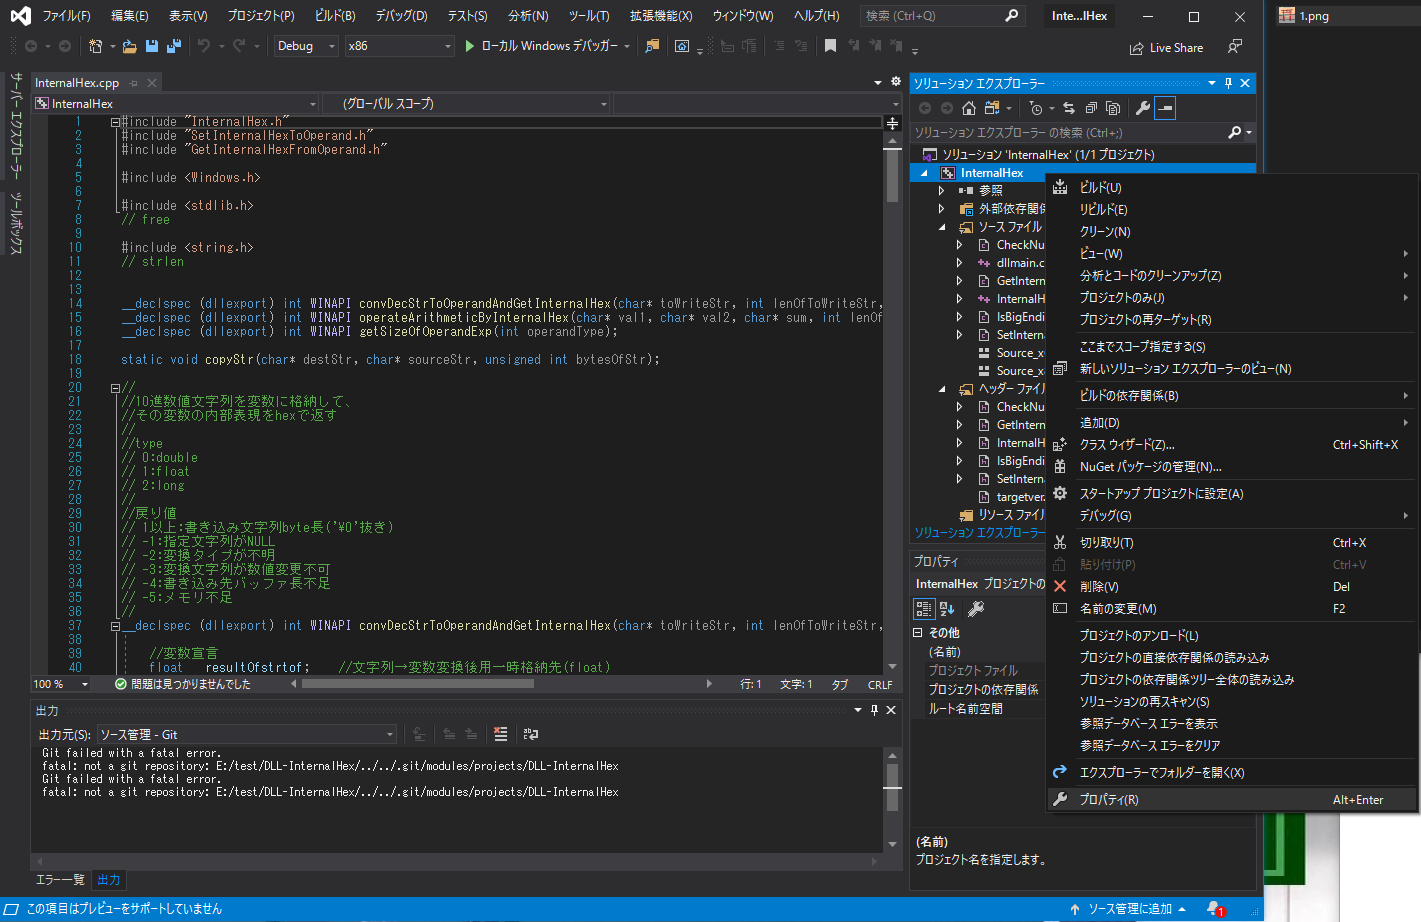 ファイル(F) 編集(E) 表示(V) プロジェクト(P) ビルド(B) デバッグ(D) テスト(S) 分析(N) ツール(T) 拡張機能(X) ウィンドウ(W) ヘルプ(H) 検索 (Ctrl+Q) Inte...lHex
1.png
Debug x86 ローカル Windows デバッガー Live Share
サーバー エクスプローラー
ツールボックス
InternalHex.cpp
InternalHex (グローバル スコープ)
1 #include "InternalHex.h"
2 #include "SetInternalHexToOperand.h"
3 #include "GetInternalHexFromOperand.h"
4
5 #include <Windows.h>
6
7 #include <stdlib.h>
8 // free
9
10 #include <string.h>
11 // strlen
12
13
14 __declspec (dllexport) int WINAPI convDecStrToOperandAndGetInternalHex(char* toWriteStr, int lenOfToWriteStr,
15 __declspec (dllexport) int WINAPI operateArithmeticByInternalHex(char* val1, char* val2, char* sum, int lenOf
16 __declspec (dllexport) int WINAPI getSizeOfOperandExp(int operandType);
17
18 static void copyStr(char* destStr, char* sourceStr, unsigned int bytesOfStr);
19
20 //
21 //10進数値文字列を変数に格納して、
22 //その変数の内部表現をhexで返す
23 //
24 //type
25 // 0:double
26 // 1:float
27 // 2:long
28 //
29 //戻り値
30 // 1以上:書き込み文字列byte長('¥0'抜き)
31 // -1:指定文字列がNULL
32 // -2:変換タイプが不明
33 // -3:変換文字列が数値変更不可
34 // -4:書き込み先バッファ長不足
35 // -5:メモリ不足
36 //
37 __declspec (dllexport) int WINAPI convDecStrToOperandAndGetInternalHex(char* toWriteStr, int lenOfToWriteStr,
38
39 //変数宣言
40 float resultOfstrtof; //文字列→変数変換後用一時格納先(float)
100 % 問題は見つかりませんでした 行: 1 文字: 1 タブ CRLF
出力
出力元(S): ソース管理 - Git
Git failed with a fatal error.
fatal: not a git repository: E:/test/DLL-InternalHex/../../.git/modules/projects/DLL-InternalHex
Git failed with a fatal error.
fatal: not a git repository: E:/test/DLL-InternalHex/../../.git/modules/projects/DLL-InternalHex
エラー一覧 出力
ソリューション エクスプローラー
ソリューション エクスプローラー の検索 (Ctrl+;)
ソリューション 'InternalHex' (1/1 プロジェクト)
InternalHex
参照
外部依存関係
ソース ファイル
CheckNu
dllmain.c
GetIntern
InternalH
IsBigEndi
SetInterna
Source_x
Source_x
ヘッダー ファイル
CheckNu
GetIntern
InternalH
IsBigEndi
SetInterna
targetver.
リソース ファイル
ソリューション エクスプローラー
プロパティ
InternalHex プロジェクトの
その他
(名前)
プロジェクト ファイル
プロジェクトの依存関係
ルート名前空間
(名前)
プロジェクト名を指定します。
ビルド(U)
リビルド(E)
クリーン(N)
ビュー(W)
分析とコードのクリーンアップ(Z)
プロジェクトのみ(J)
プロジェクトの再ターゲット(R)
ここまでスコープ指定する(S)
新しいソリューション エクスプローラーのビュー(N)
ビルドの依存関係(B)
追加(D)
クラス ウィザード(Z)... Ctrl+Shift+X
NuGet パッケージの管理(N)...
スタートアップ プロジェクトに設定(A)
デバッグ(G)
切り取り(T) Ctrl+X
貼り付け(P) Ctrl+V
削除(V) Del
名前の変更(M) F2
プロジェクトのアンロード(L)
プロジェクトの直接依存関係の読み込み
プロジェクトの依存関係ツリー全体の読み込み
ソリューションの再スキャン(S)
参照データベース エラーを表示
参照データベース エラーをクリア
エクスプローラーでフォルダーを開く(X)
プロパティ(R) Alt+Enter
この項目はプレビューをサポートしていません ソース管理に追加 1